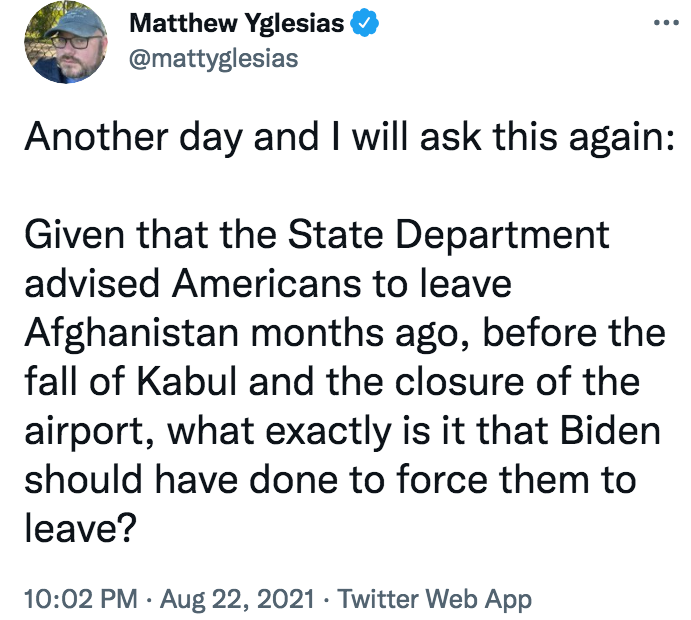 Matthew Yglesias
@mattyglesias
Another day and I will ask this again:
Given that the State Department
advised Americans to leave
Afghanistan months ago, before the
fall of Kabul and the closure of the
airport, what exactly is it that Biden
should have done to force them to
leave?
10:02 PM · Aug 22, 2021 · Twitter Web App